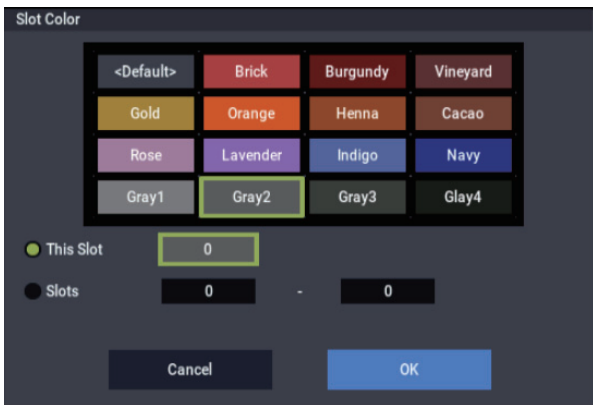 Slot Color
<Default> Brick Burgundy Vineyard
Gold Orange Henna Cacao
Rose Lavender Indigo Navy
Gray1 Gray2 Gray3 Glay4
This Slot 0
Slots 0 - 0
Cancel OK